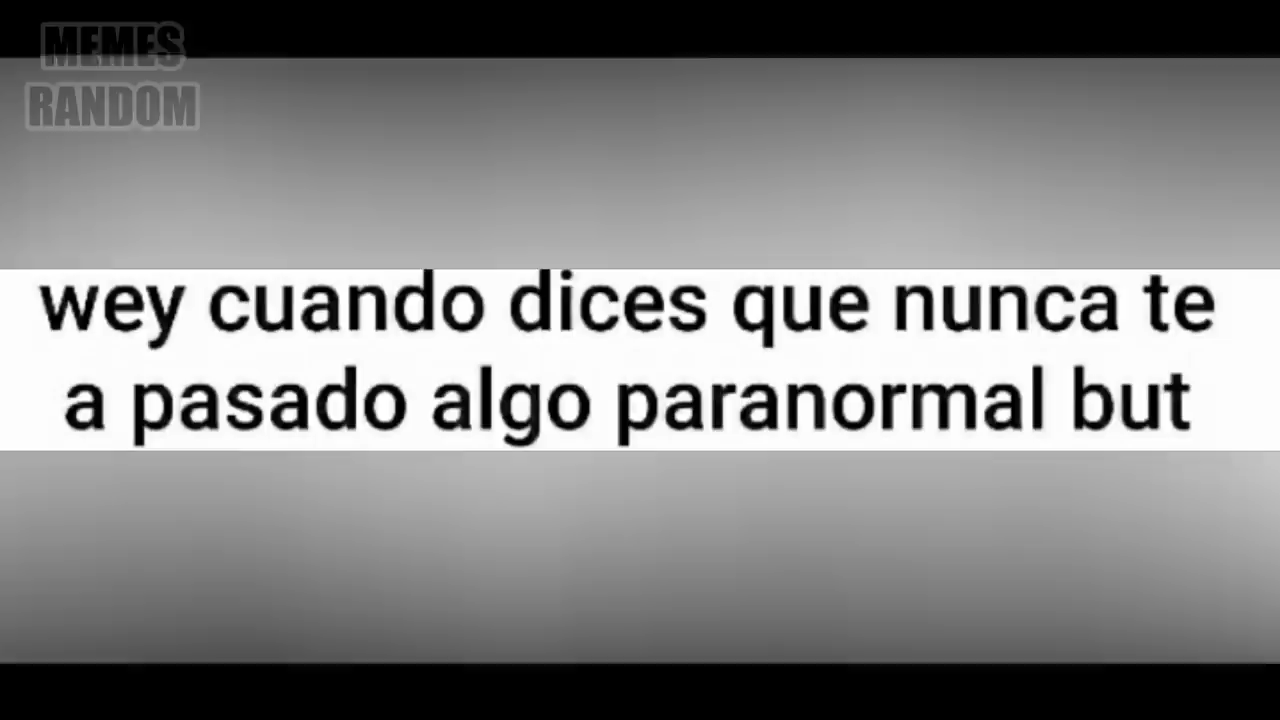 MEMES
RANDOM
wey cuando dices que nunca te
a pasado algo paranormal but